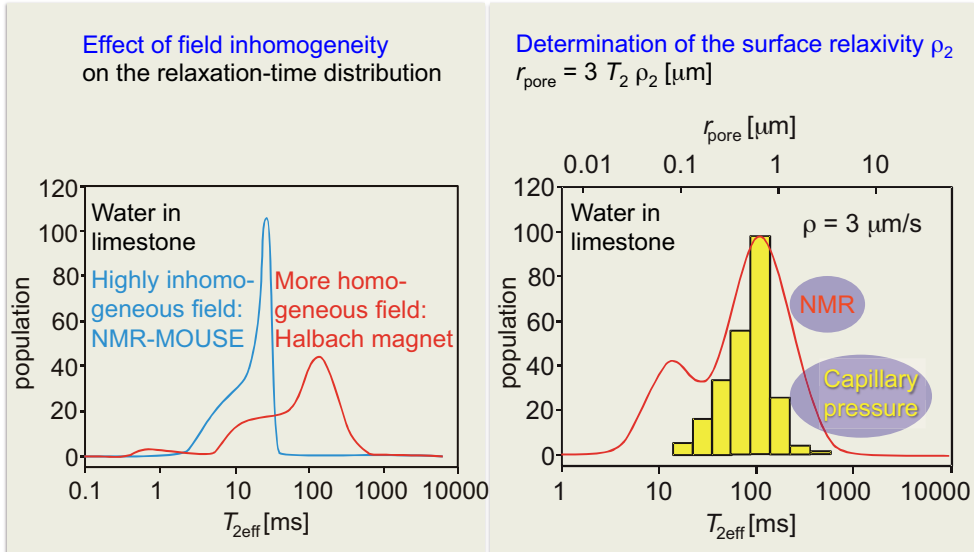 Effect of field inhomogeneity
on the relaxation-time distribution
120
100
80
60
40
20
0
population
Water in
limestone
Highly inhomo-
geneous field:
NMR-MOUSE
More homo-
geneous field:
Halbach magnet
0.1 1 10 100 1000 10000
T2eff [ms]
Determination of the surface relaxivity ρ2
rpore = 3 T2 ρ2 [μm]
rpore [μm]
0.01 0.1 1 10
120
100
80
60
40
20
0
population
Water in
limestone
ρ = 3 μm/s
NMR
Capillary
pressure
1 10 100 1000 10000
T2eff [ms]